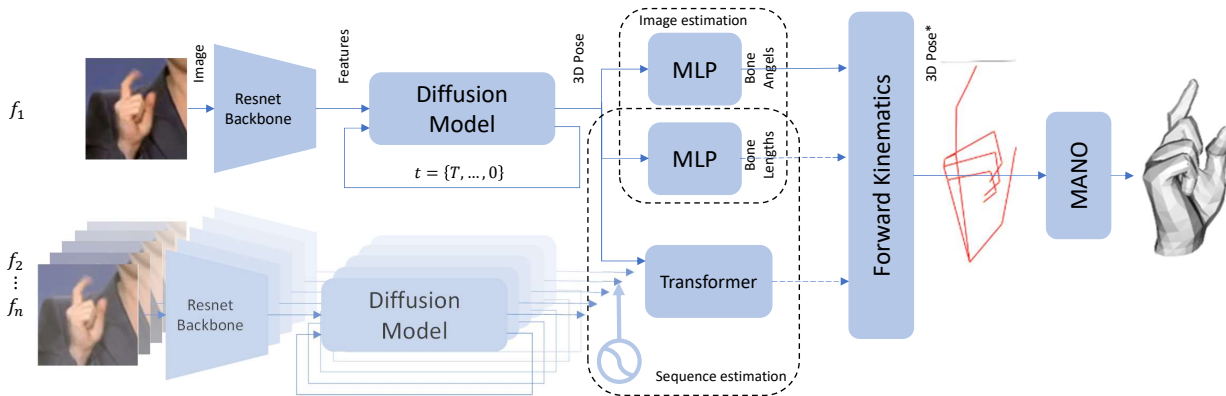 Image estimation
f₁
Image
Resnet
Backbone
Features
Diffusion
Model
t = {T, … , 0}
3D Pose
MLP
Bone
Angels
MLP
Bone
Lengths
Forward Kinematics
3D Pose*
MANO
f₂
⋮
fₙ
Resnet
Backbone
Diffusion
Model
Transformer
Sequence estimation